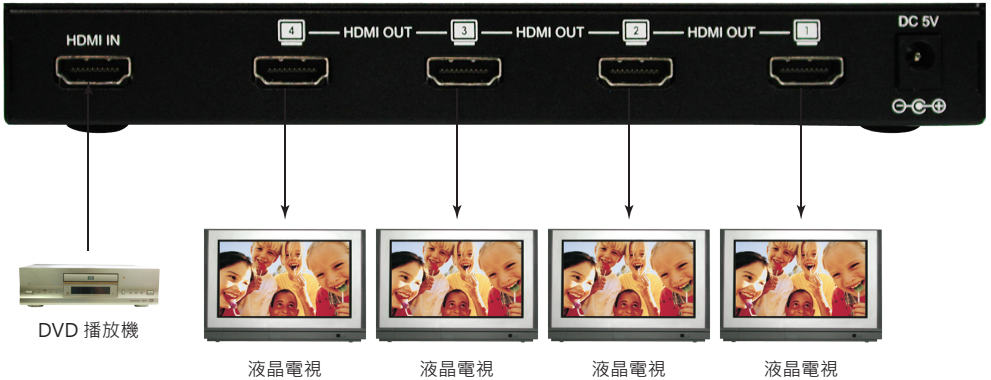 HDMI IN
4 HDMI OUT 3 HDMI OUT 2 HDMI OUT 1
DC 5V
DVD 播放機
液晶電視 液晶電視 液晶電視 液晶電視